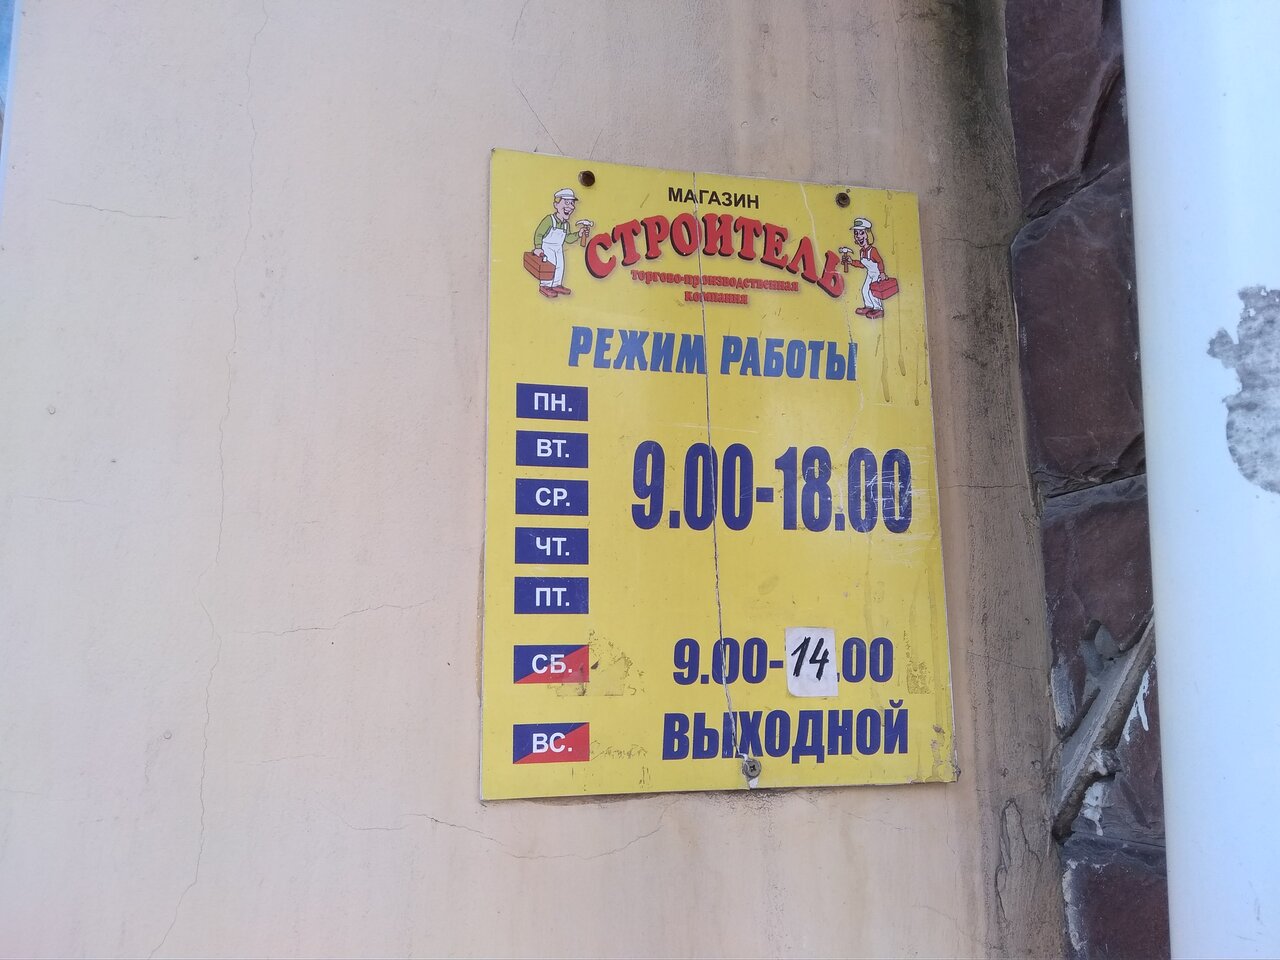 МАГАЗИН
СТРОИТЕЛЬ
торгово-производственная
компания
РЕЖИМ РАБОТЫ
ПН.
ВТ.
СР.
ЧТ.
ПТ.
9.00-18.00
СБ.
9.00-14.00
ВС.
ВЫХОДНОЙ